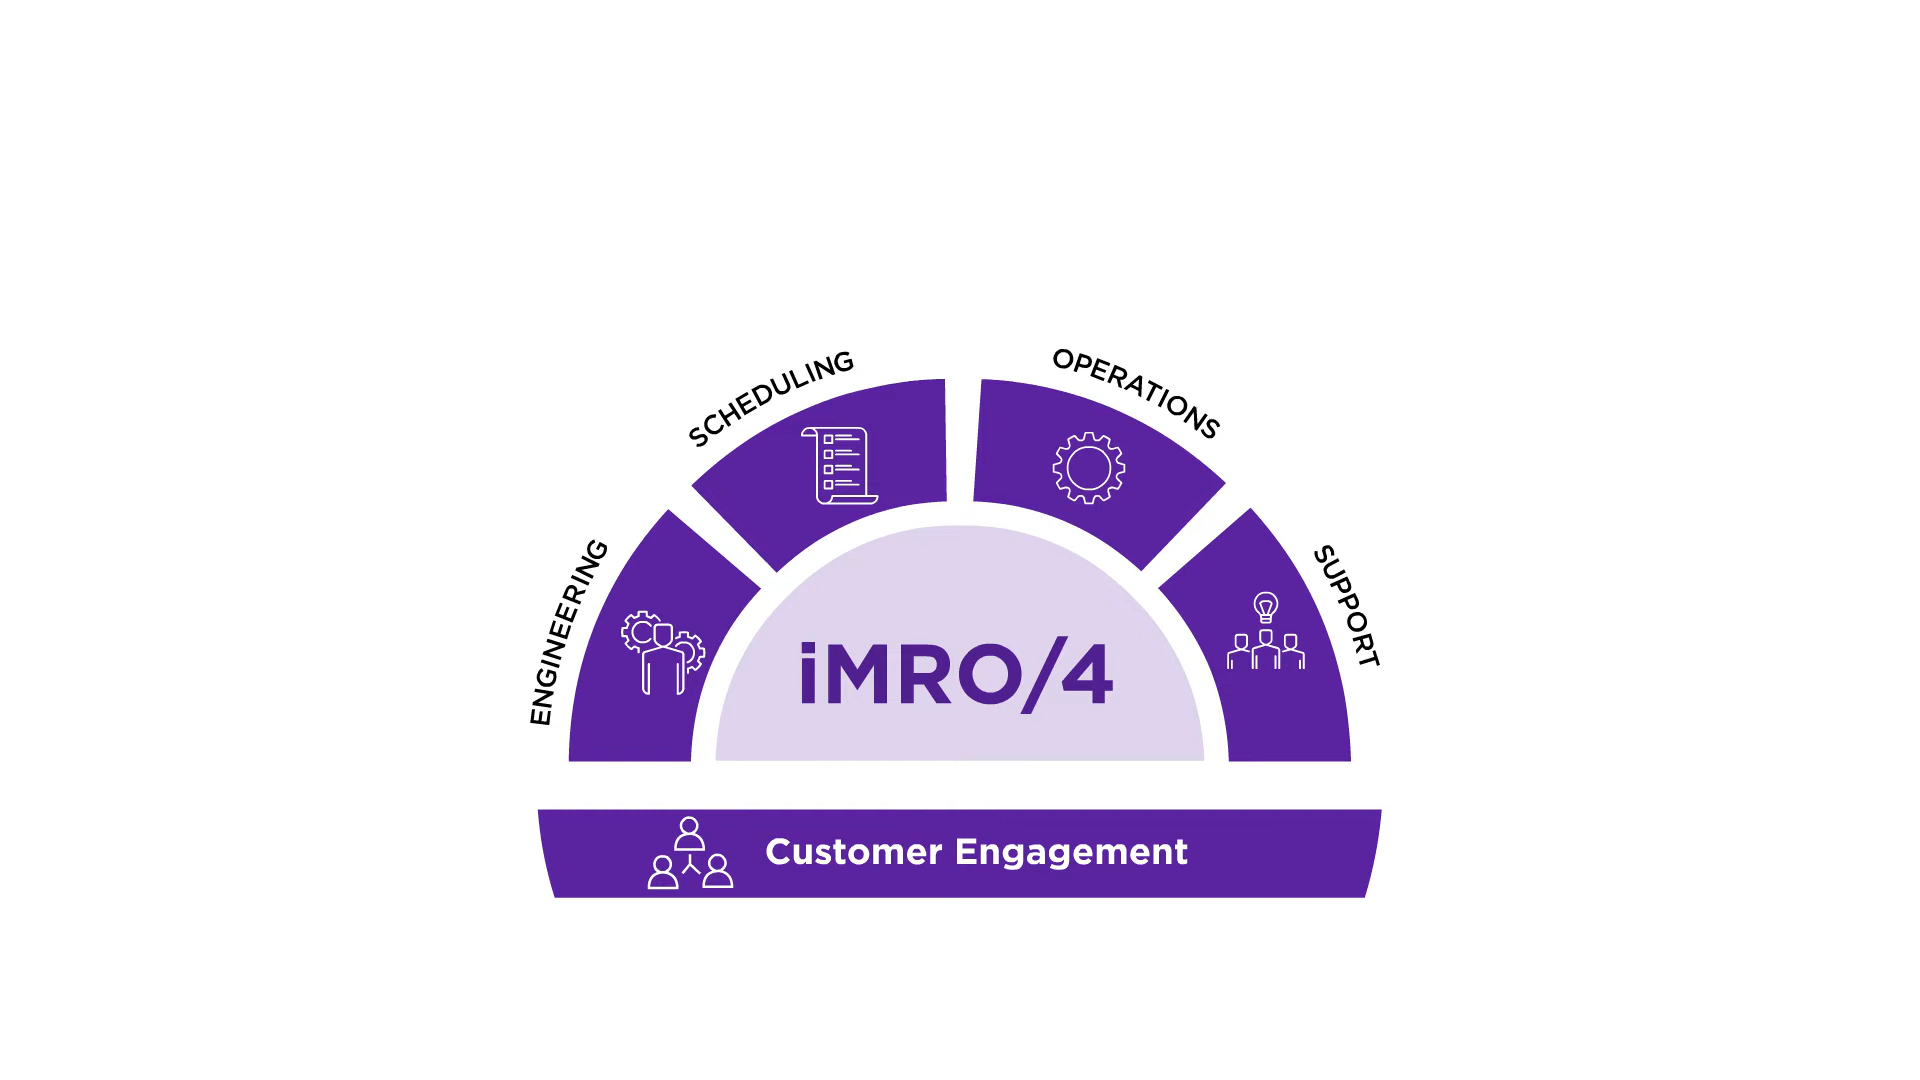 SCHEDULING
OPERATIONS
ENGINEERING
SUPPORT
iMRO/4
Customer Engagement